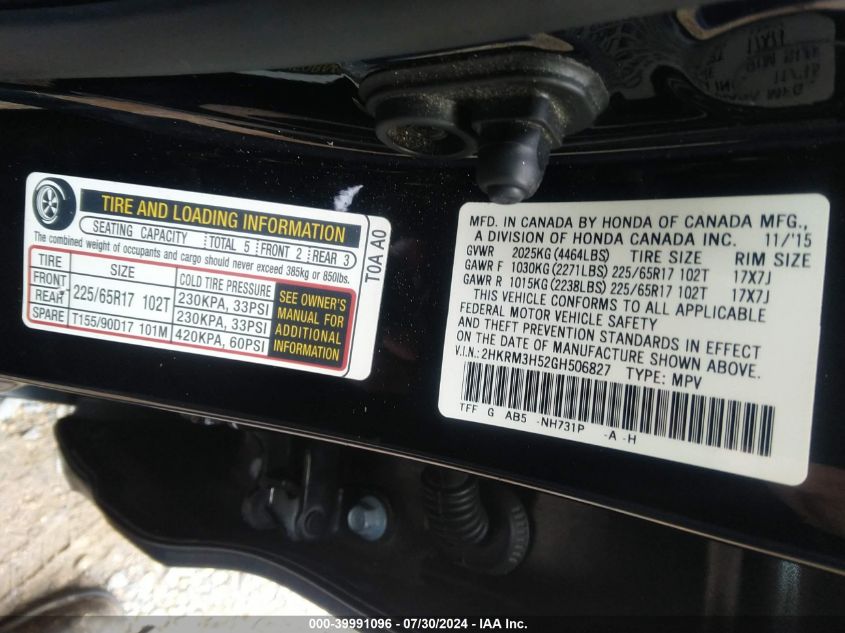 TIRE AND LOADING INFORMATION
SEATING CAPACITY TOTAL 5 FRONT 2 REAR 3
The combined weight of occupants and cargo should never exceed 385kg or 850lbs.
TIRE SIZE COLD TIRE PRESSURE
FRONT 225/65R17 102T 230KPA, 33PSI
REAR 230KPA, 33PSI
SPARE T155/90D17 101M 420KPA, 60PSI
SEE OWNER'S
MANUAL FOR
ADDITIONAL
INFORMATION
T0A A0
MFD. IN CANADA BY HONDA OF CANADA MFG.,
A DIVISION OF HONDA CANADA INC. 11/'15
GVWR 2025KG (4464LBS) TIRE SIZE RIM SIZE
GAWR F 1030KG (2271LBS) 225/65R17 102T 17X7J
GAWR R 1015KG (2238LBS) 225/65R17 102T 17X7J
THIS VEHICLE CONFORMS TO ALL APPLICABLE
FEDERAL MOTOR VEHICLE SAFETY
AND THEFT PREVENTION STANDARDS IN EFFECT
ON THE DATE OF MANUFACTURE SHOWN ABOVE.
V.I.N.: 2HKRM3H52GH506827 TYPE: MPV
TFF G AB5 -NH731P -A -H
000-39991096 - 07/30/2024 - IAA Inc.